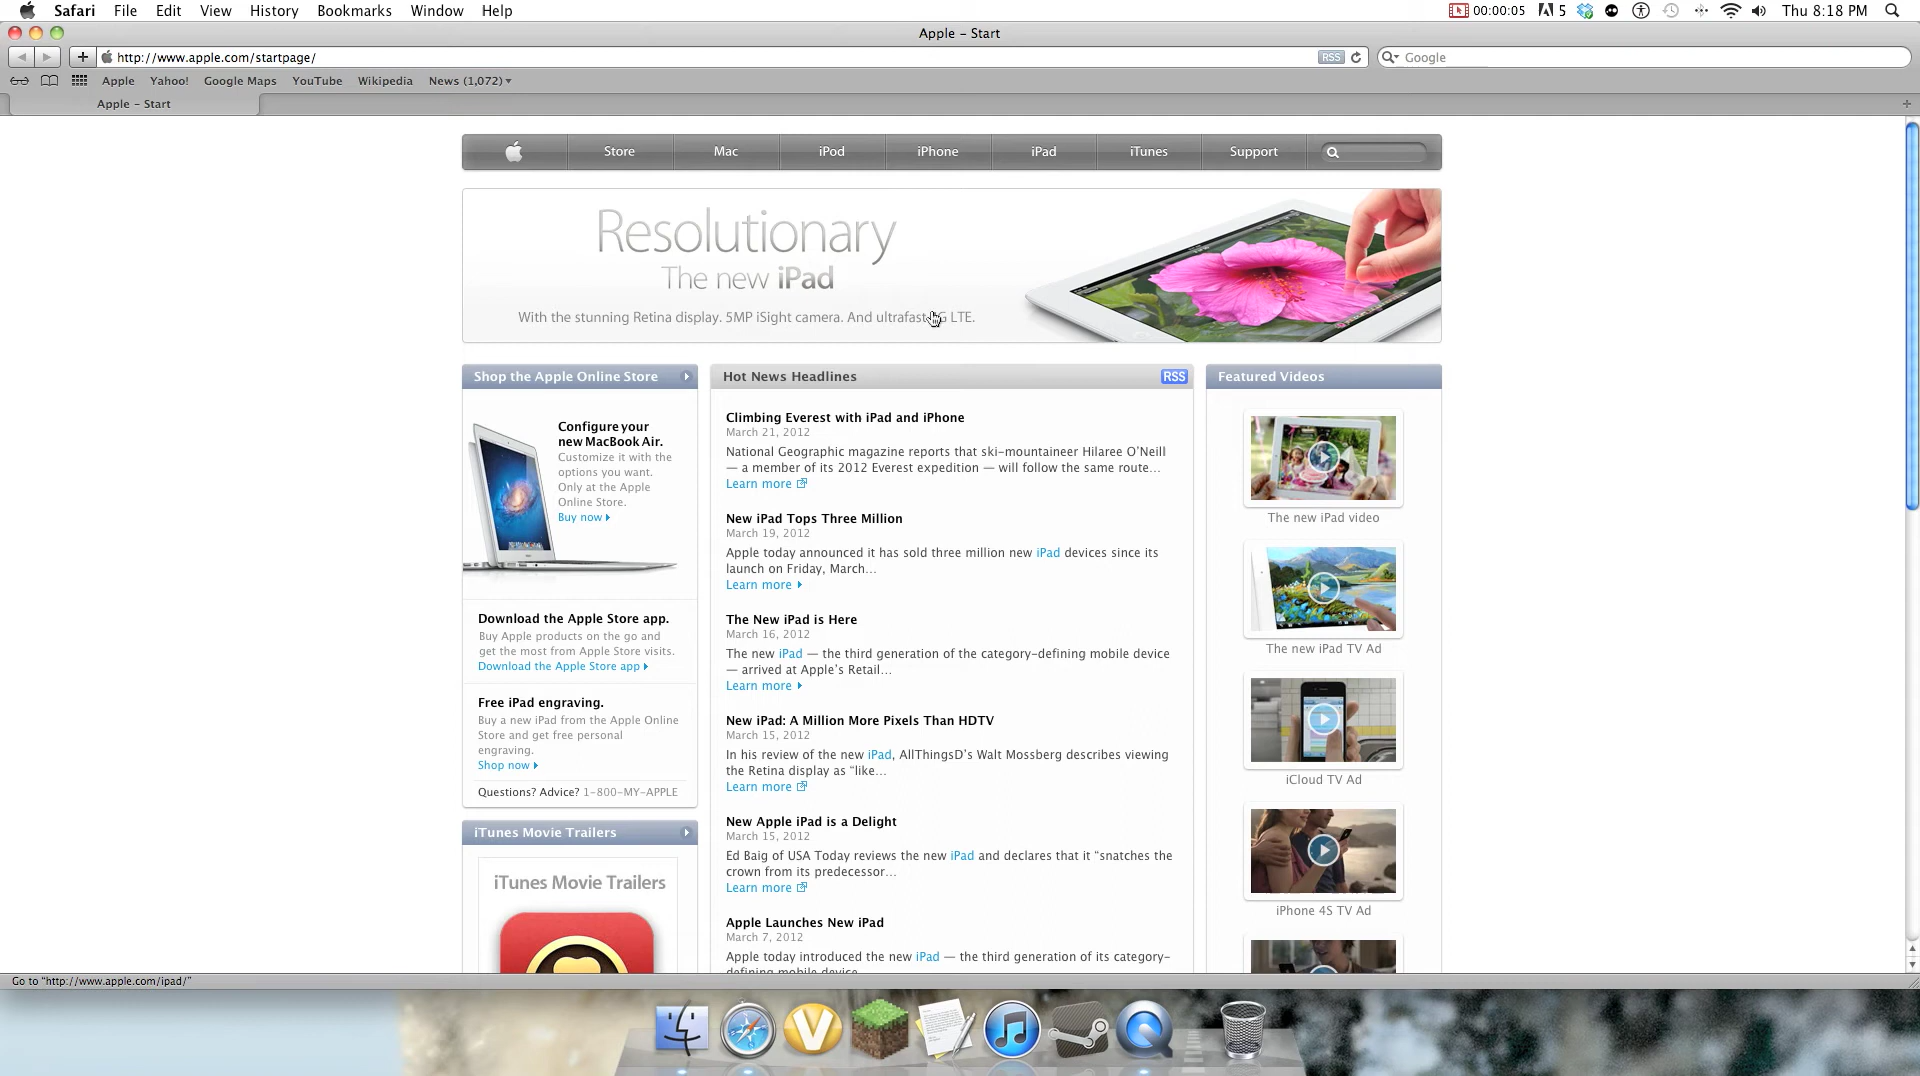 Safari File Edit View History Bookmarks Window Help
00:00:05 5 Thu 8:18 PM
Apple – Start
http://www.apple.com/startpage/ RSS Google
Apple Yahoo! Google Maps YouTube Wikipedia News (1,072)
Apple – Start
Store Mac iPod iPhone iPad iTunes Support
Resolutionary
The new iPad
With the stunning Retina display. 5MP iSight camera. And ultrafast LTE.
Shop the Apple Online Store
Configure your
new MacBook Air.
Customize it with the
options you want.
Only at the Apple
Online Store.
Buy now
Download the Apple Store app.
Buy Apple products on the go and
get the most from Apple Store visits.
Download the Apple Store app
Free iPad engraving.
Buy a new iPad from the Apple Online
Store and get free personal
engraving.
Shop now
Questions? Advice? 1-800-MY-APPLE
iTunes Movie Trailers
iTunes Movie Trailers
Hot News Headlines RSS
Climbing Everest with iPad and iPhone
March 21, 2012
National Geographic magazine reports that ski-mountaineer Hilaree O’Neill
— a member of its 2012 Everest expedition — will follow the same route…
Learn more
New iPad Tops Three Million
March 19, 2012
Apple today announced it has sold three million new iPad devices since its
launch on Friday, March…
Learn more
The New iPad is Here
March 16, 2012
The new iPad — the third generation of the category-defining mobile device
— arrived at Apple’s Retail…
Learn more
New iPad: A Million More Pixels Than HDTV
March 15, 2012
In his review of the new iPad, AllThingsD’s Walt Mossberg describes viewing
the Retina display as “like…
Learn more
New Apple iPad is a Delight
March 15, 2012
Ed Baig of USA Today reviews the new iPad and declares that it “snatches the
crown from its predecessor…
Learn more
Apple Launches New iPad
March 7, 2012
Apple today introduced the new iPad — the third generation of its category-
defining mobile device
Featured Videos
The new iPad video
The new iPad TV Ad
iCloud TV Ad
iPhone 4S TV Ad
Go to “http://www.apple.com/ipad/”